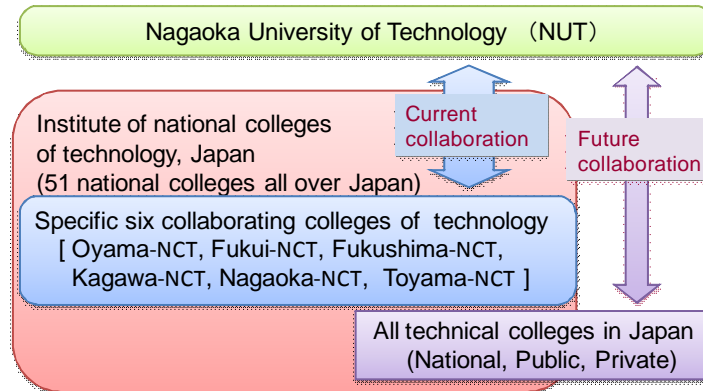 Nagaoka University of Technology （NUT）
Current
collaboration
Institute of national colleges
of technology, Japan
(51 national colleges all over Japan)
Future
collaboration
Specific six collaborating colleges of technology
[ Oyama-NCT, Fukui-NCT, Fukushima-NCT,
Kagawa-NCT, Nagaoka-NCT, Toyama-NCT ]
All technical colleges in Japan
(National, Public, Private)